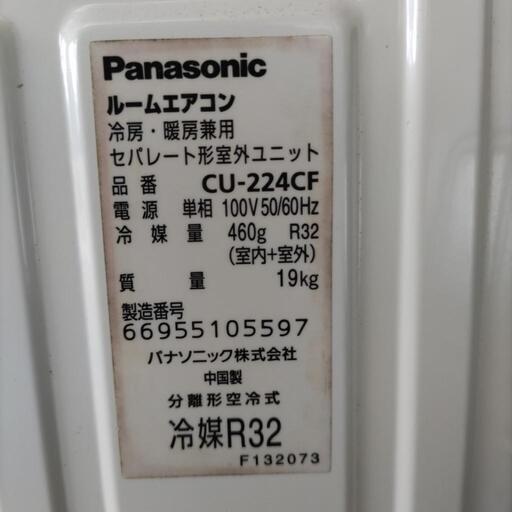 Panasonic
ルームエアコン
冷房・暖房兼用
セパレート形室外ユニット
品番 CU-224CF
電源 単相 100V 50/60Hz
冷媒量 460g R32
(室内+室外)
質量 19kg
製造番号
66955105597
パナソニック株式会社
中国製
分離形空冷式
冷媒R32
F132073